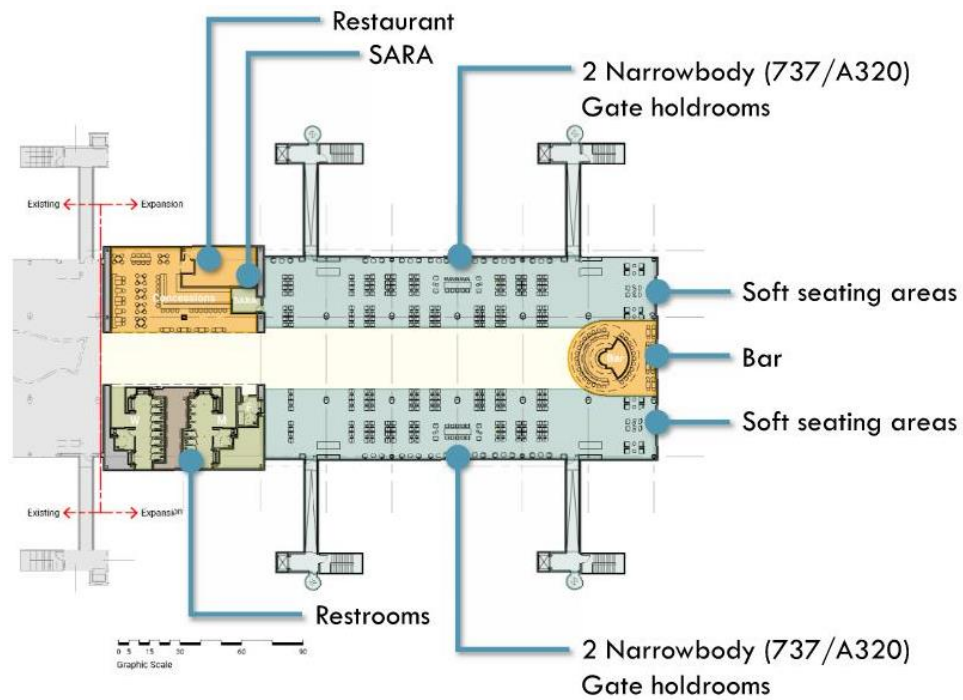 Restaurant
SARA
2 Narrowbody (737/A320)
Gate holdrooms
Existing
Expansion
Concessions
SARA
Soft seating areas
Bar
Bar
W
Soft seating areas
Existing
Expansion
Restrooms
0 5 15 30 60 90
Graphic Scale
2 Narrowbody (737/A320)
Gate holdrooms